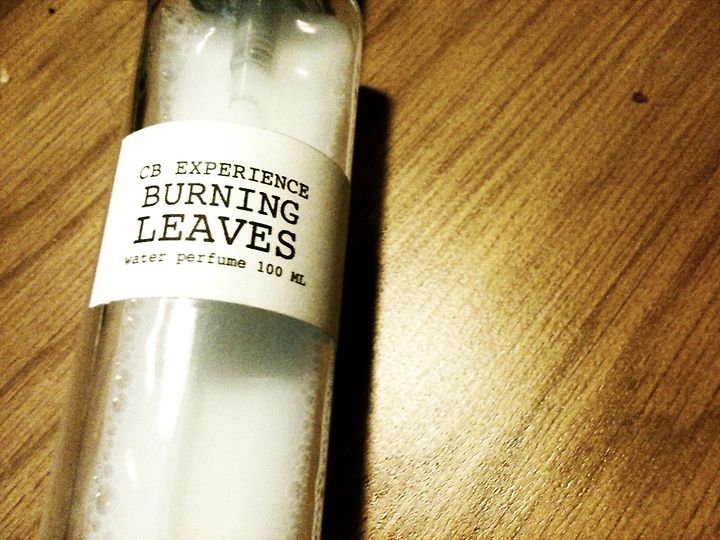 CB EXPERIENCE
BURNING
LEAVES
water perfume 100 ML